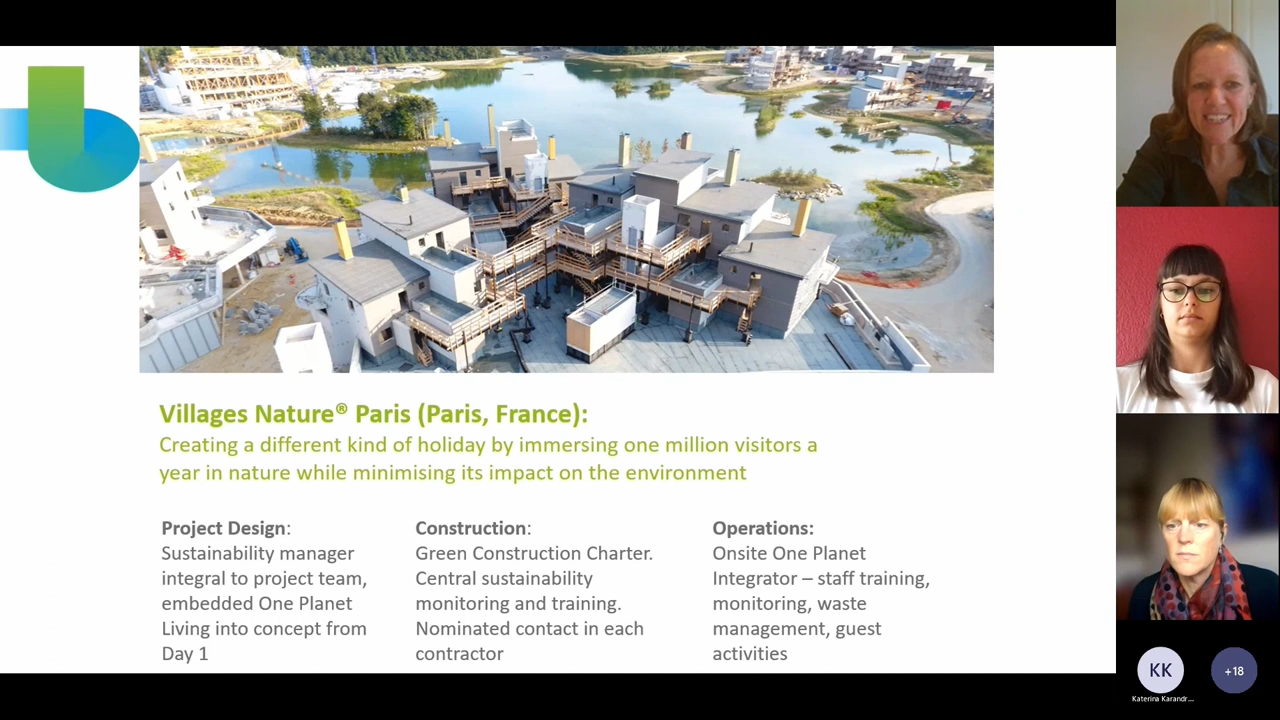 Villages Nature® Paris (Paris, France):
Creating a different kind of holiday by immersing one million visitors a
year in nature while minimising its impact on the environment
Project Design:
Sustainability manager
integral to project team,
embedded One Planet
Living into concept from
Day 1
Construction:
Green Construction Charter.
Central sustainability
monitoring and training.
Nominated contact in each
contractor
Operations:
Onsite One Planet
Integrator – staff training,
monitoring, waste
management, guest
activities
KK
+18
Katerina Karandr...